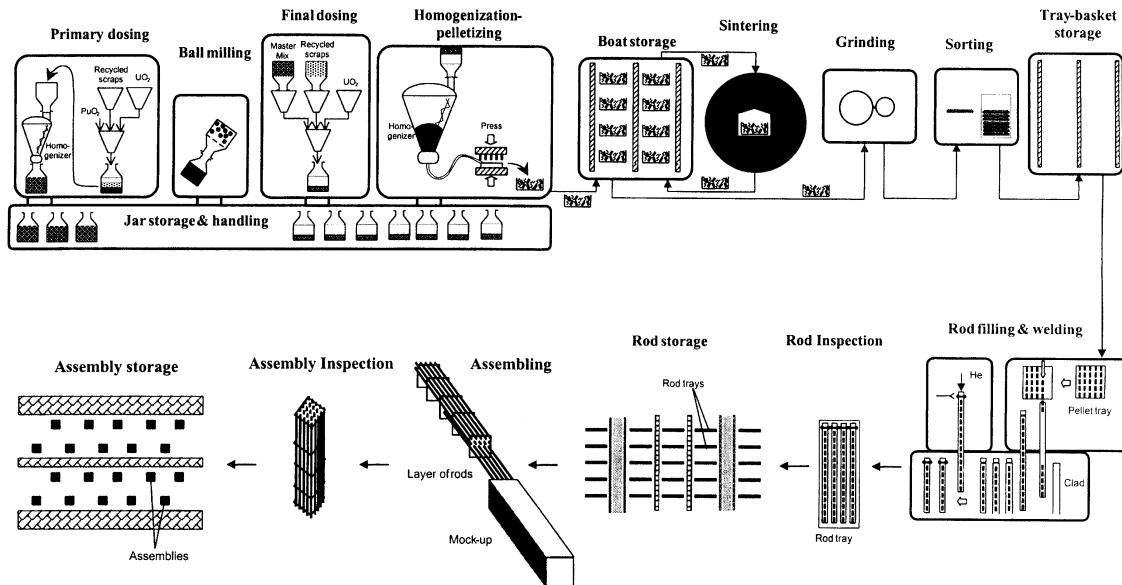 Primary dosing
Recycled
scraps
UO₂
PuO₂
Homo-
genizer
Ball milling
Final dosing
Master
Mix
Recycled
scraps
UO₂
Homogenization-
pelletizing
Homo-
genizer
Press
Jar storage & handling
Boat storage
Sintering
Grinding
Sorting
Tray-basket
storage
Rod filling & welding
He
Pellet tray
Clad
Rod Inspection
Rod tray
Rod storage
Rod trays
Assembling
Layer of rods
Mock-up
Assembly Inspection
Assembly storage
Assemblies